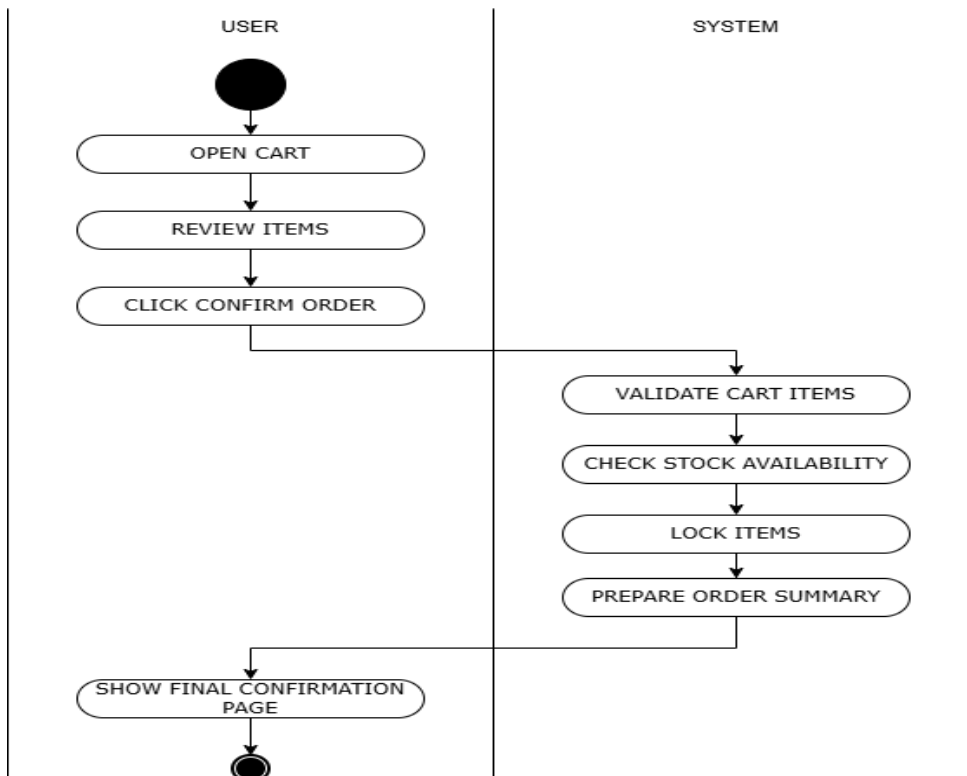 USER
SYSTEM
OPEN CART
REVIEW ITEMS
CLICK CONFIRM ORDER
VALIDATE CART ITEMS
CHECK STOCK AVAILABILITY
LOCK ITEMS
PREPARE ORDER SUMMARY
SHOW FINAL CONFIRMATION
PAGE